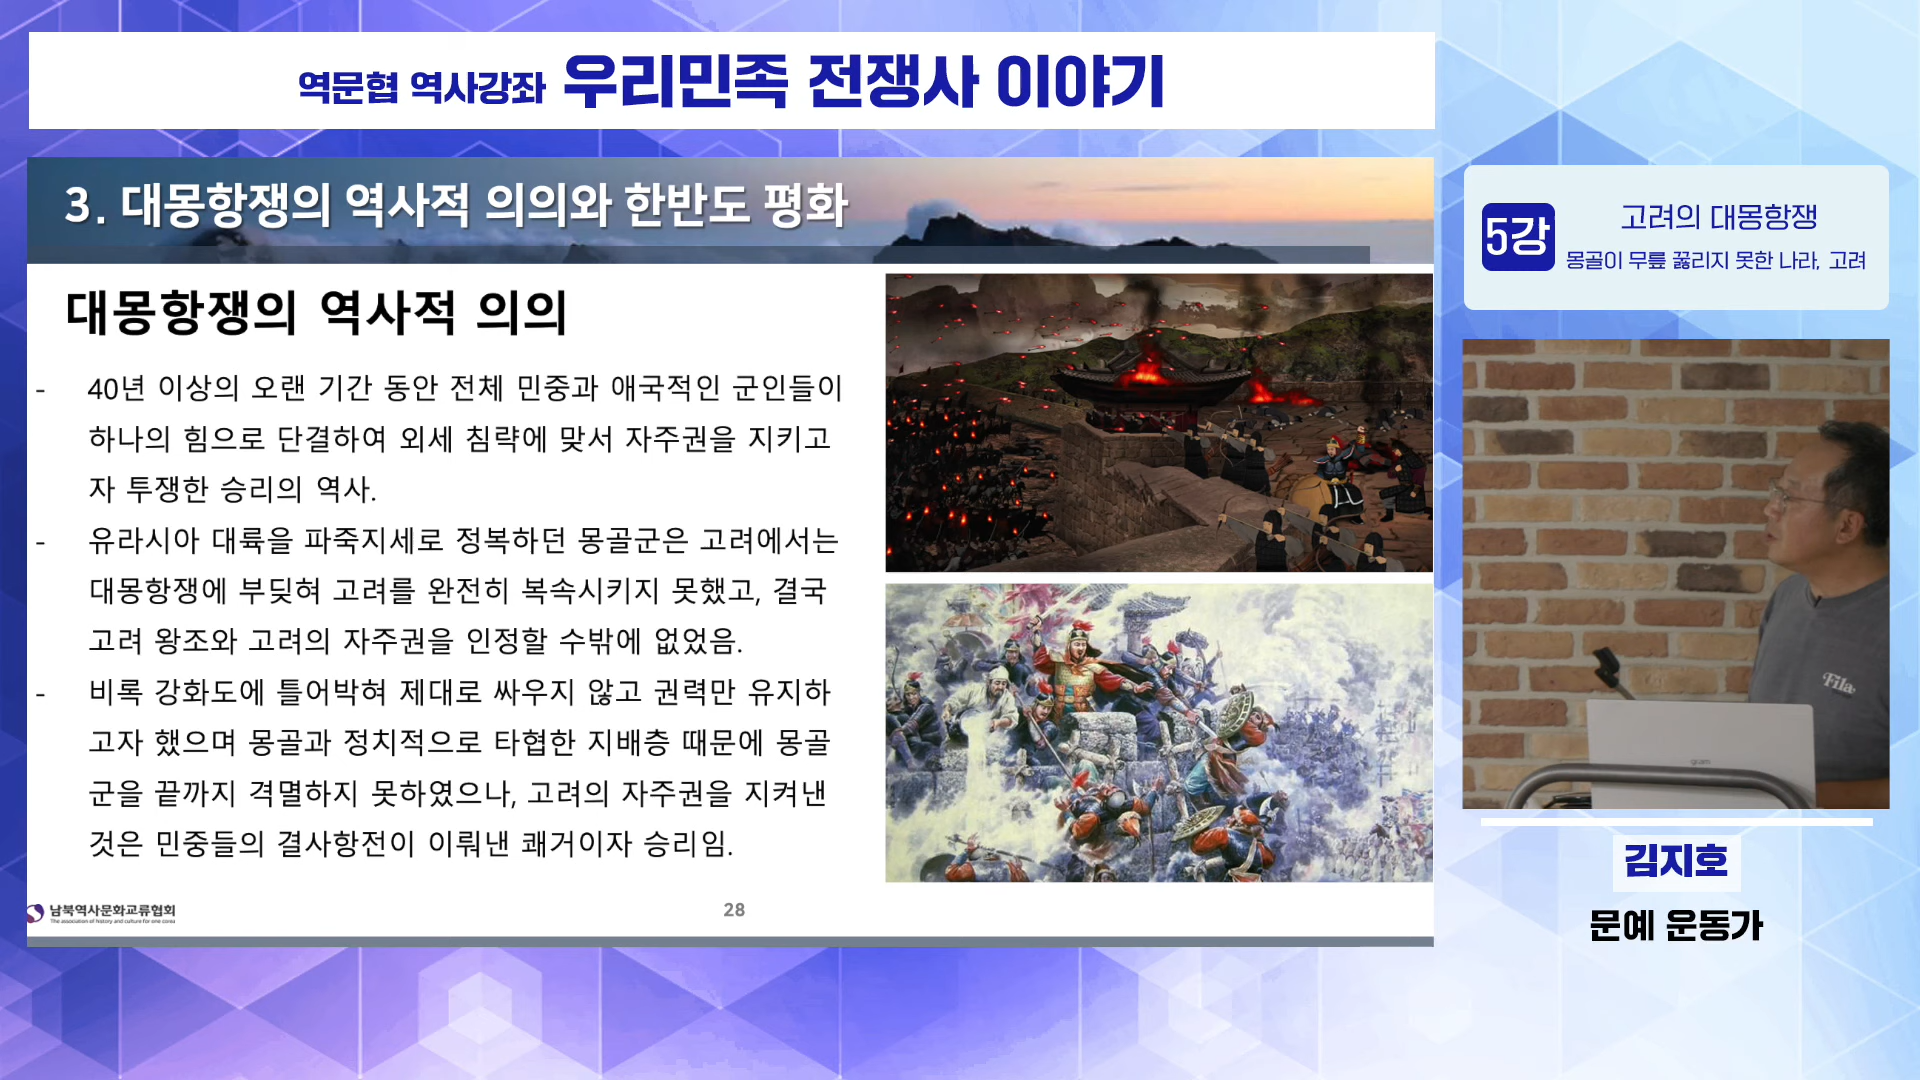 역문협 역사강좌 우리민족 전쟁사 이야기
3. 대몽항쟁의 역사적 의의와 한반도 평화
대몽항쟁의 역사적 의의
- 40년 이상의 오랜 기간 동안 전체 민중과 애국적인 군인들이
하나의 힘으로 단결하여 외세 침략에 맞서 자주권을 지키고
자 투쟁한 승리의 역사.
- 유라시아 대륙을 파죽지세로 정복하던 몽골군은 고려에서는
대몽항쟁에 부딪혀 고려를 완전히 복속시키지 못했고, 결국
고려 왕조와 고려의 자주권을 인정할 수밖에 없었음.
- 비록 강화도에 틀어박혀 제대로 싸우지 않고 권력만 유지하
고자 했으며 몽골과 정치적으로 타협한 지배층 때문에 몽골
군을 끝까지 격멸하지 못하였으나, 고려의 자주권을 지켜낸
것은 민중들의 결사항전이 이뤄낸 쾌거이자 승리임.
남북역사문화교류협회
The association of history and culture for one corea
28
5강
고려의 대몽항쟁
몽골이 무릎 꿇리지 못한 나라, 고려
Fila
gram
김지호
문예 운동가